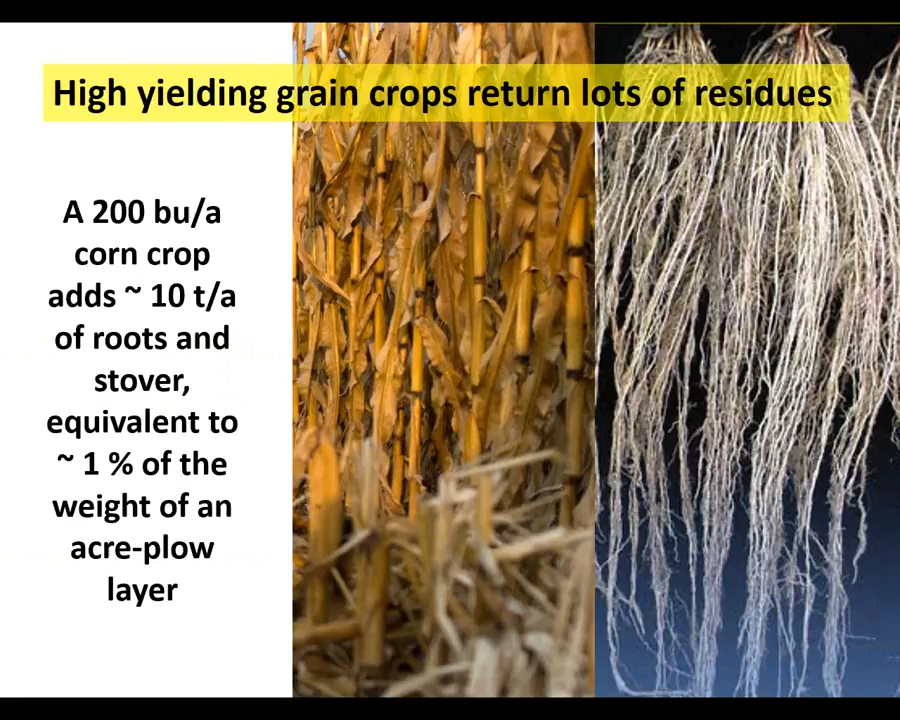 High yielding grain crops return lots of residues
A 200 bu/a
corn crop
adds ~ 10 t/a
of roots and
stover,
equivalent to
~ 1 % of the
weight of an
acre-plow
layer